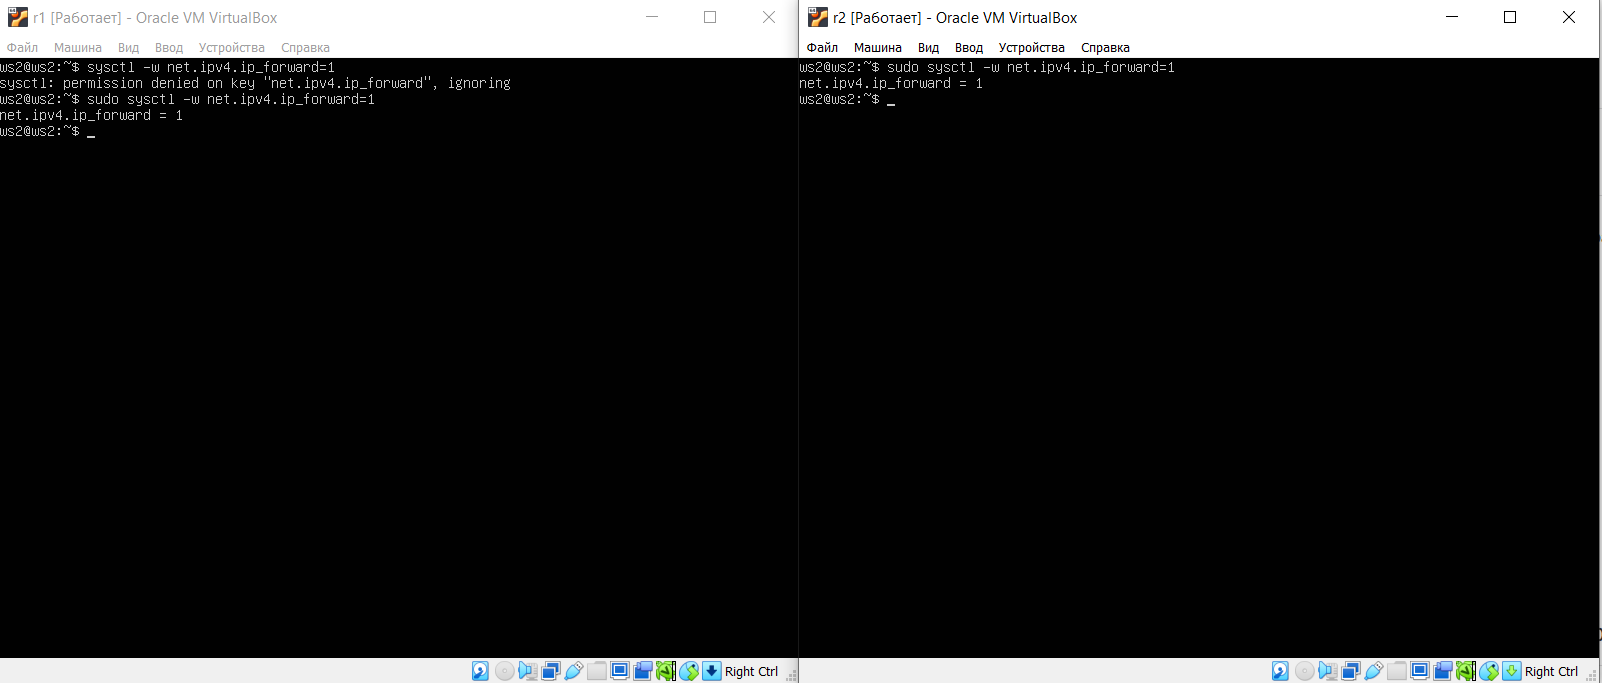 r1 [Работает] - Oracle VM VirtualBox
Файл Машина Вид Ввод Устройства Справка
ws2@ws2:~$ sysctl -w net.ipv4.ip_forward=1
sysctl: permission denied on key "net.ipv4.ip_forward", ignoring
ws2@ws2:~$ sudo sysctl -w net.ipv4.ip_forward=1
net.ipv4.ip_forward = 1
ws2@ws2:~$ _
Right Ctrl
r2 [Работает] - Oracle VM VirtualBox
Файл Машина Вид Ввод Устройства Справка
ws2@ws2:~$ sudo sysctl -w net.ipv4.ip_forward=1
net.ipv4.ip_forward = 1
ws2@ws2:~$ _
Right Ctrl